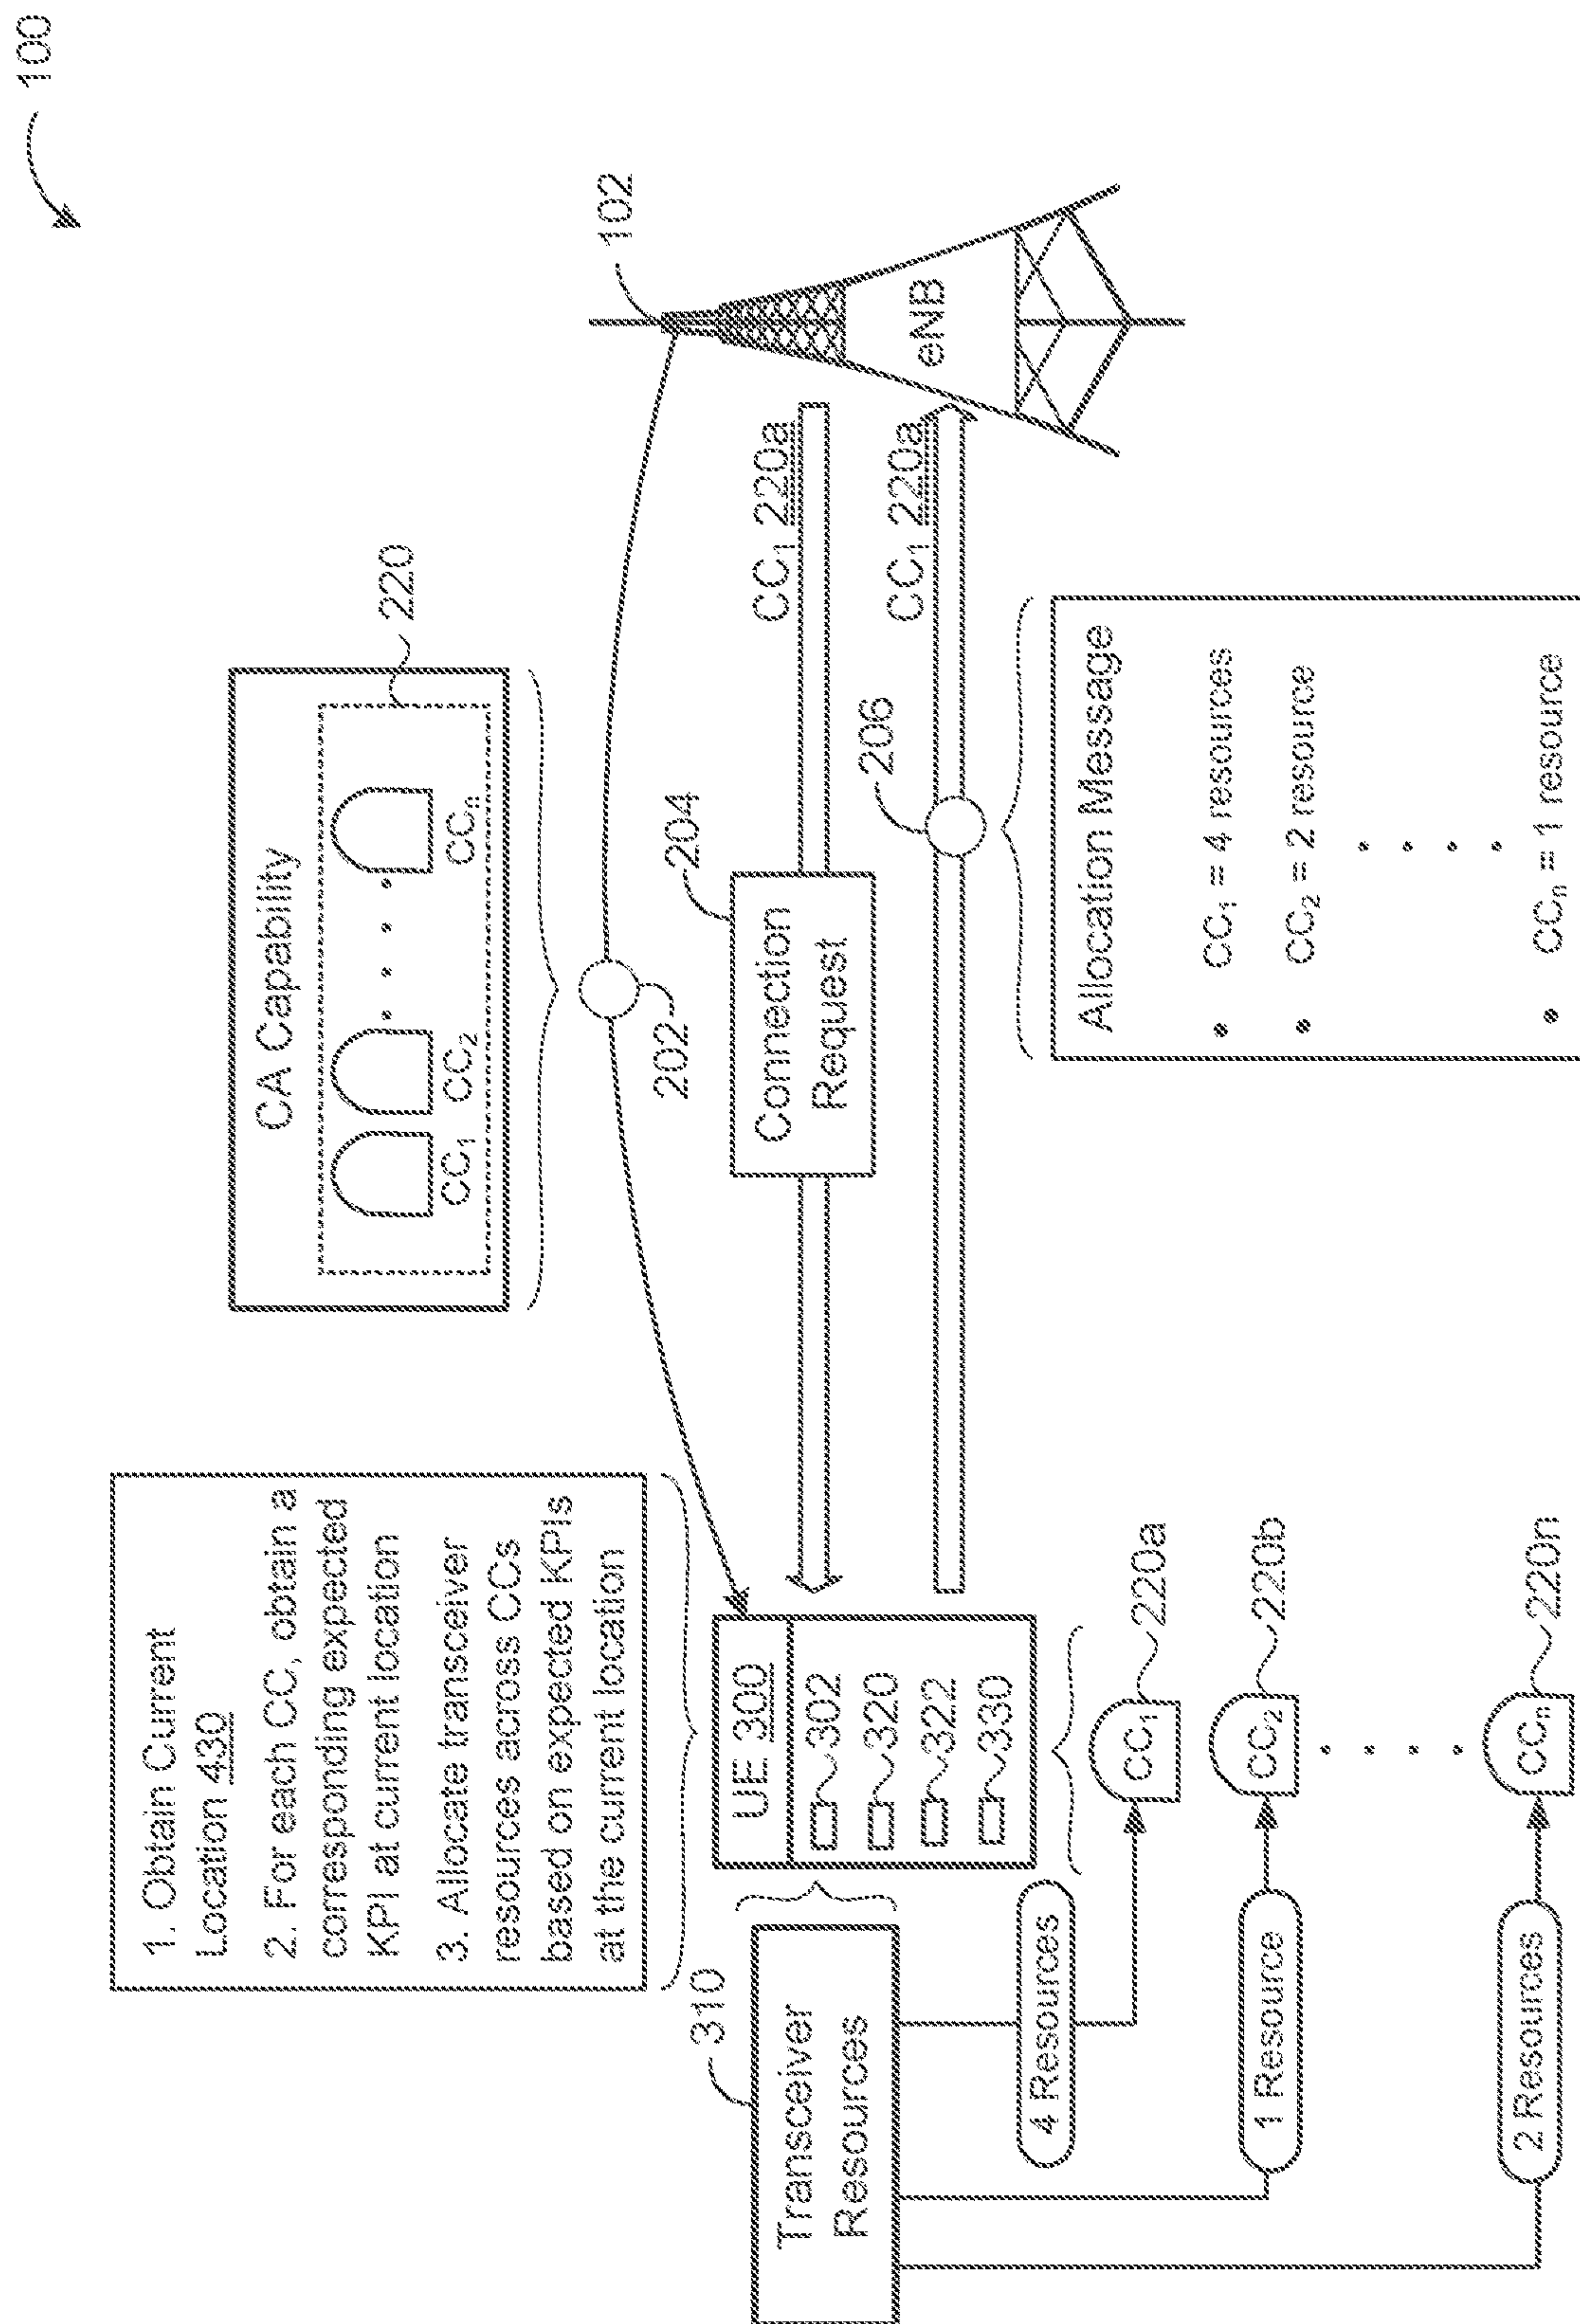 100
1. Obtain Current
Location 430
2. For each CC, obtain a
corresponding expected
KPI at current location
3. Allocate transceiver
resources across CCs
based on expected KPIs
at the current location
CA Capability
CC1
CC2
CCn
220
102
202
310
Transceiver
Resources
UE 300
302
320
322
330
204
Connection
Request
CC1 220a
eNB
206
CC1 220a
4 Resources
CC1
220a
1 Resource
CC2
220b
2 Resources
CCn
220n
Allocation Message
• CC1 = 4 resources
• CC2 = 2 resource
• CCn = 1 resource